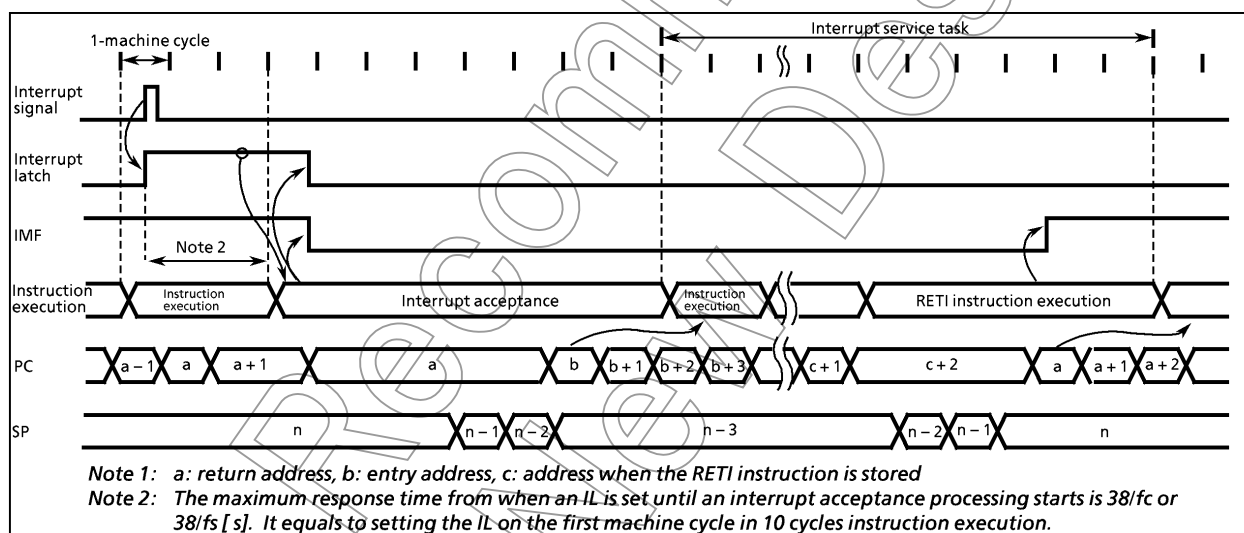 Interrupt service task
1-machine cycle
Interrupt
signal
Interrupt
latch
IMF
Note 2
Instruction
execution
Instruction
execution
Interrupt acceptance
Instruction
execution
RETI instruction execution
PC
a – 1
a
a + 1
a
b
b + 1
b + 2
b + 3
c + 1
c + 2
a
a + 1
a + 2
SP
n
n – 1
n – 2
n – 3
n – 2
n – 1
n
Note 1: a: return address, b: entry address, c: address when the RETI instruction is stored
Note 2: The maximum response time from when an IL is set until an interrupt acceptance processing starts is 38/fc or
38/fs [ s]. It equals to setting the IL on the first machine cycle in 10 cycles instruction execution.